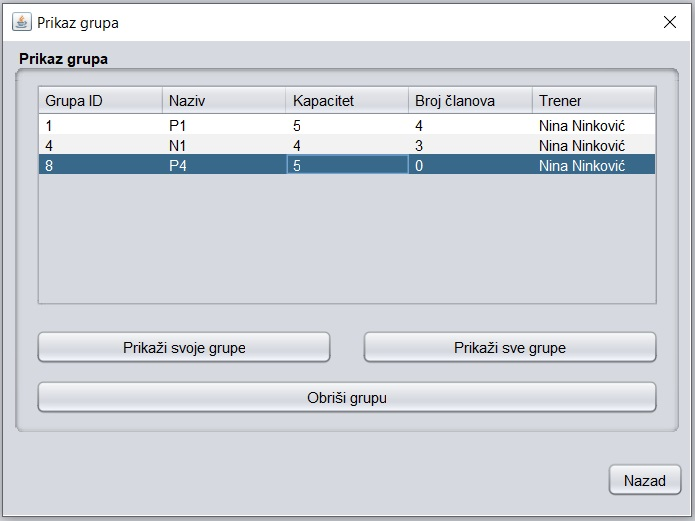 Prikaz grupa
Prikaz grupa
Grupa ID Naziv Kapacitet Broj članova Trener
1 P1 5 4 Nina Ninković
4 N1 4 3 Nina Ninković
8 P4 5 0 Nina Ninković
Prikaži svoje grupe Prikaži sve grupe
Obriši grupu
Nazad